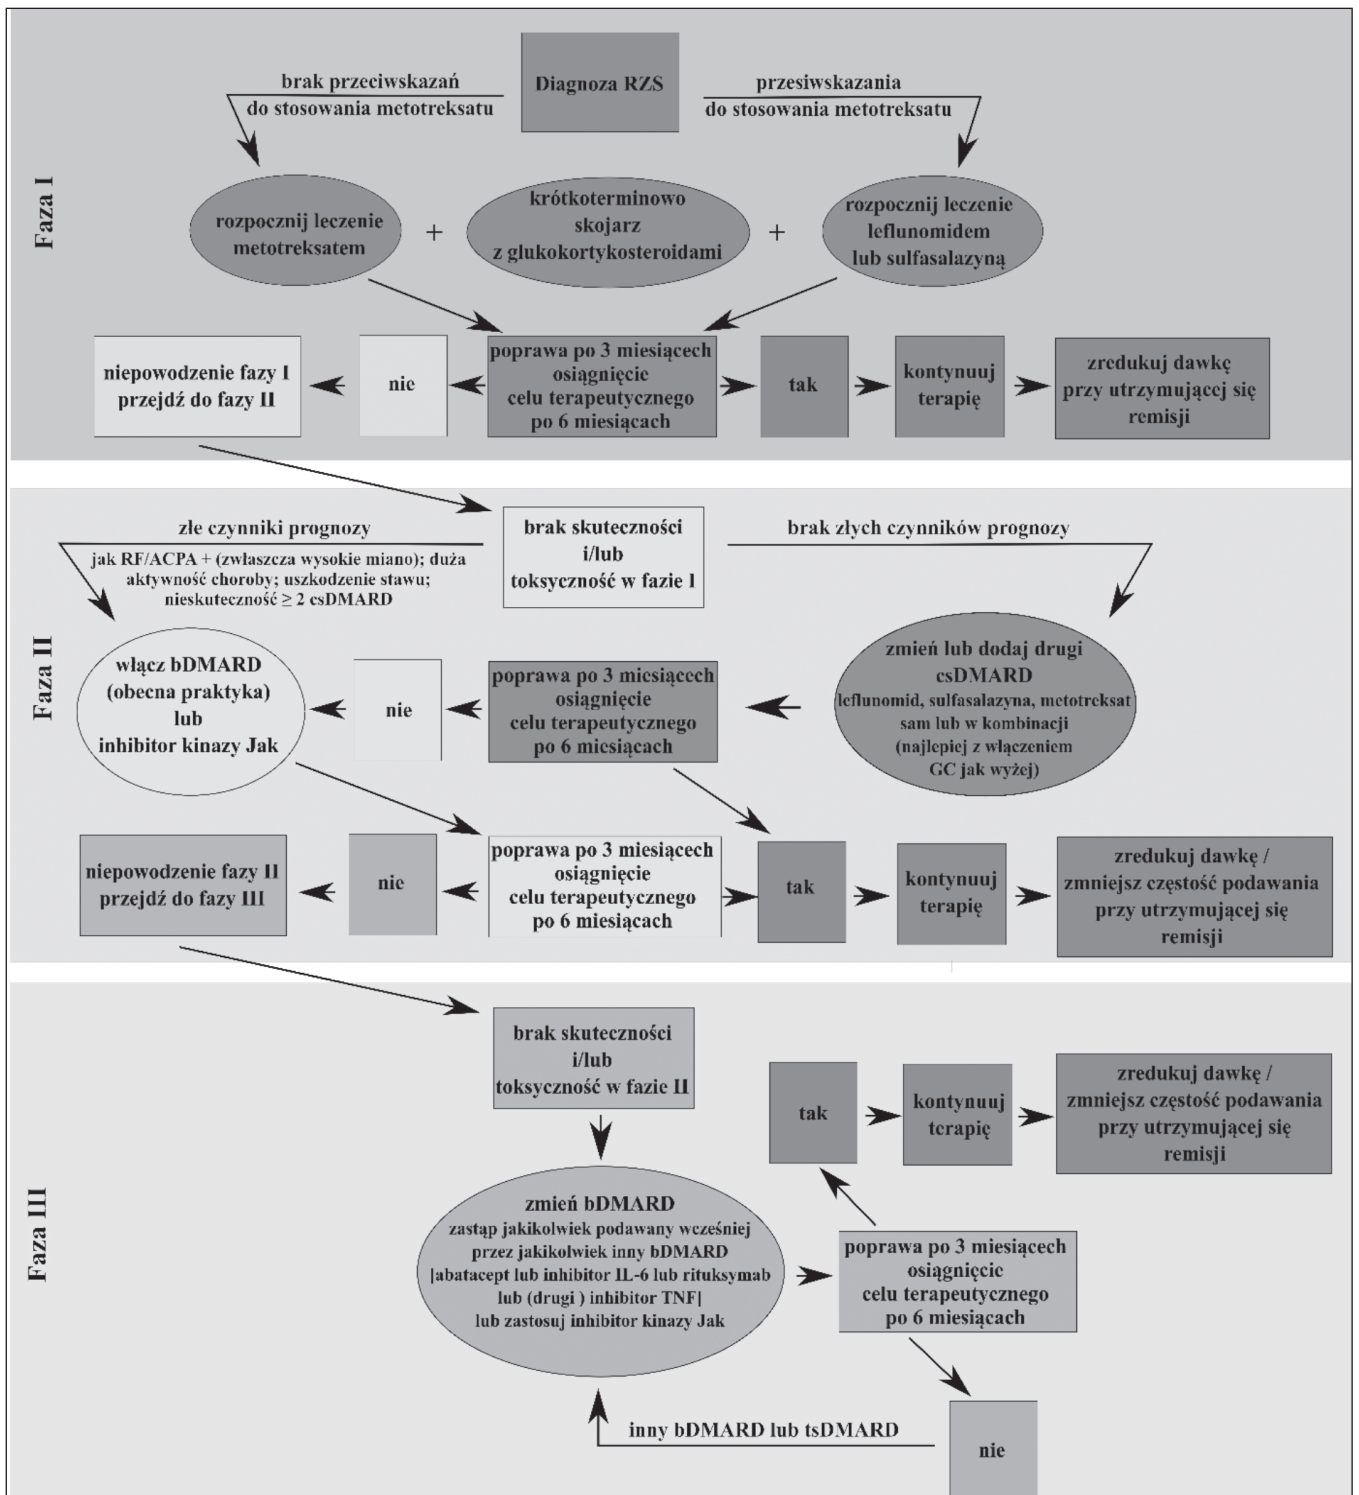 Faza I
Diagnoza RZS
brak przeciwskazań
do stosowania metotreksatu
przesiwskazania
do stosowania metotreksatu
rozpocznij leczenie
metotreksatem
+
krótkoterminowo
skojarz
z glukokortykosteroidami
+
rozpocznij leczenie
leflunomidem
lub sulfasalazyną
niepowodzenie fazy I
przejdź do fazy II
nie
poprawa po 3 miesiącech
osiągnięcie
celu terapeutycznego
po 6 miesiącach
tak
kontynuuj
terapię
zredukuj dawkę
przy utrzymującej się
remisji
Faza II
złe czynniki prognozy
jak RF/ACPA + (zwłaszcza wysokie miano); duża
aktywność choroby; uszkodzenie stawu;
nieskuteczność ≥ 2 csDMARD
brak skuteczności
i/lub
toksyczność w fazie I
brak złych czynników prognozy
włącz bDMARD
(obecna praktyka)
lub
inhibitor kinazy Jak
nie
poprawa po 3 miesiącech
osiągnięcie
celu terapeutycznego
po 6 miesiącach
zmień lub dodaj drugi
csDMARD
leflunomid, sulfasalazyna, metotreksat
sam lub w kombinacji
(najlepiej z włączeniem
GC jak wyżej)
niepowodzenie fazy II
przejdź do fazy III
nie
poprawa po 3 miesiącech
osiągnięcie
celu terapeutycznego
po 6 miesiącach
tak
kontynuuj
terapię
zredukuj dawkę /
zmniejsz częstość podawania
przy utrzymującej się
remisji
Faza III
brak skuteczności
i/lub
toksyczność w fazie II
tak
kontynuuj
terapię
zredukuj dawkę /
zmniejsz częstość podawania
przy utrzymującej się
remisji
zmień bDMARD
zastąp jakikolwiek podawany wcześniej
przez jakikolwiek inny bDMARD
|abatacept lub inhibitor IL-6 lub rituksymab
lub (drugi ) inhibitor TNF|
lub zastosuj inhibitor kinazy Jak
poprawa po 3 miesiącech
osiągnięcie
celu terapeutycznego
po 6 miesiącach
inny bDMARD lub tsDMARD
nie